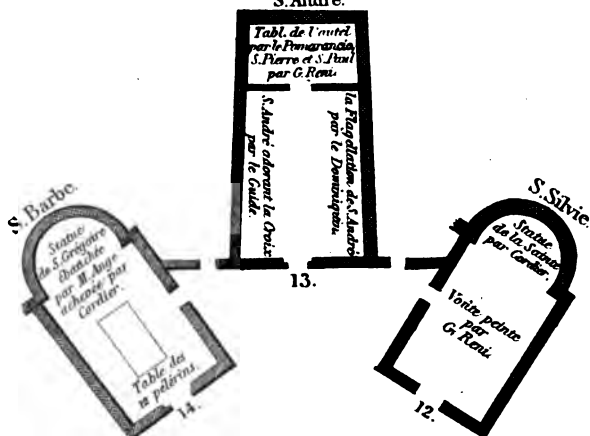 S. André.
Tabl. de l'autel
par le Pomarancio,
S. Pierre et S. Paul
par G. Reni.
S. André adorant la Croix
par le Guide.
la Flagellation de S. André
par le Dominiquin.
13.
S. Barbe.
Statue
de S. Grégoire
ébauchée
par M. Ange
achevée par
Cordier.
Table des
12 pélerins.
14.
S. Silvie.
Statue
de la Sainte
par Cordier.
Voute peinte
par
G. Reni.
12.